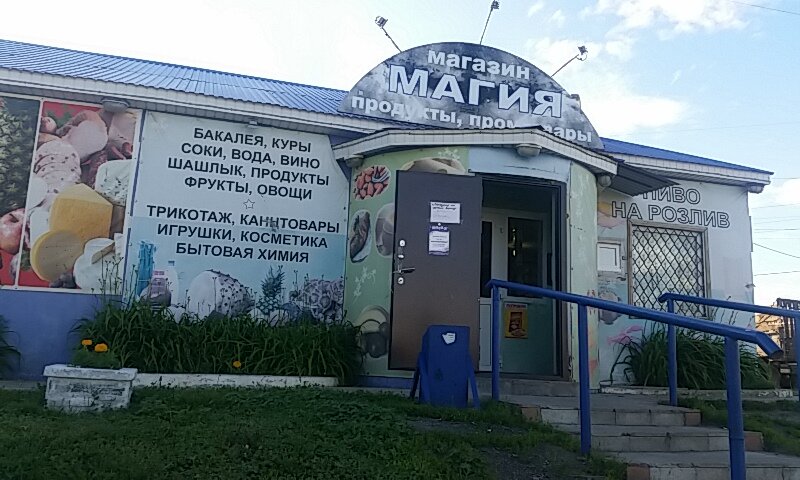 магазин
МАГИЯ
продукты, промтовары
БАКАЛЕЯ, КУРЫ
СОКИ, ВОДА, ВИНО
ШАШЛЫК, ПРОДУКТЫ
ФРУКТЫ, ОВОЩИ
ТРИКОТАЖ, КАНЦТОВАРЫ
ИГРУШКИ, КОСМЕТИКА
БЫТОВАЯ ХИМИЯ
ПИВО
НА РОЗЛИВ